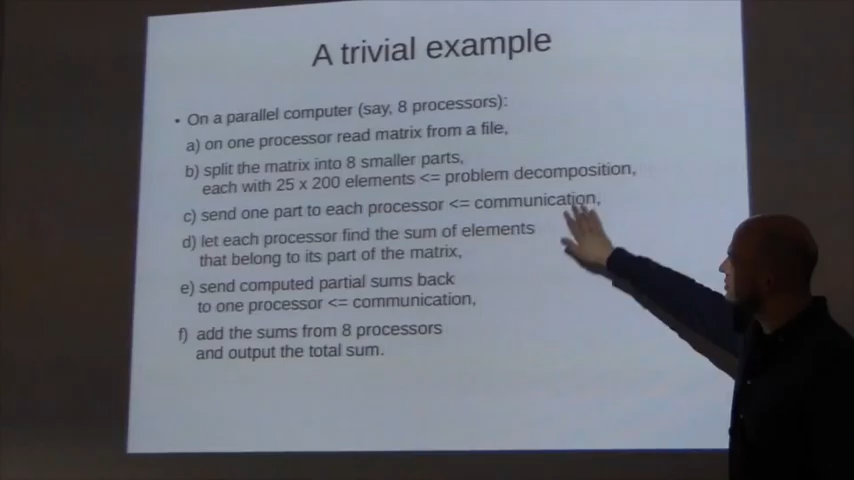 A trivial example
• On a parallel computer (say, 8 processors):
a) on one processor read matrix from a file,
b) split the matrix into 8 smaller parts,
each with 25 x 200 elements <= problem decomposition,
c) send one part to each processor <= communication,
d) let each processor find the sum of elements
that belong to its part of the matrix,
e) send computed partial sums back
to one processor <= communication,
f) add the sums from 8 processors
and output the total sum.